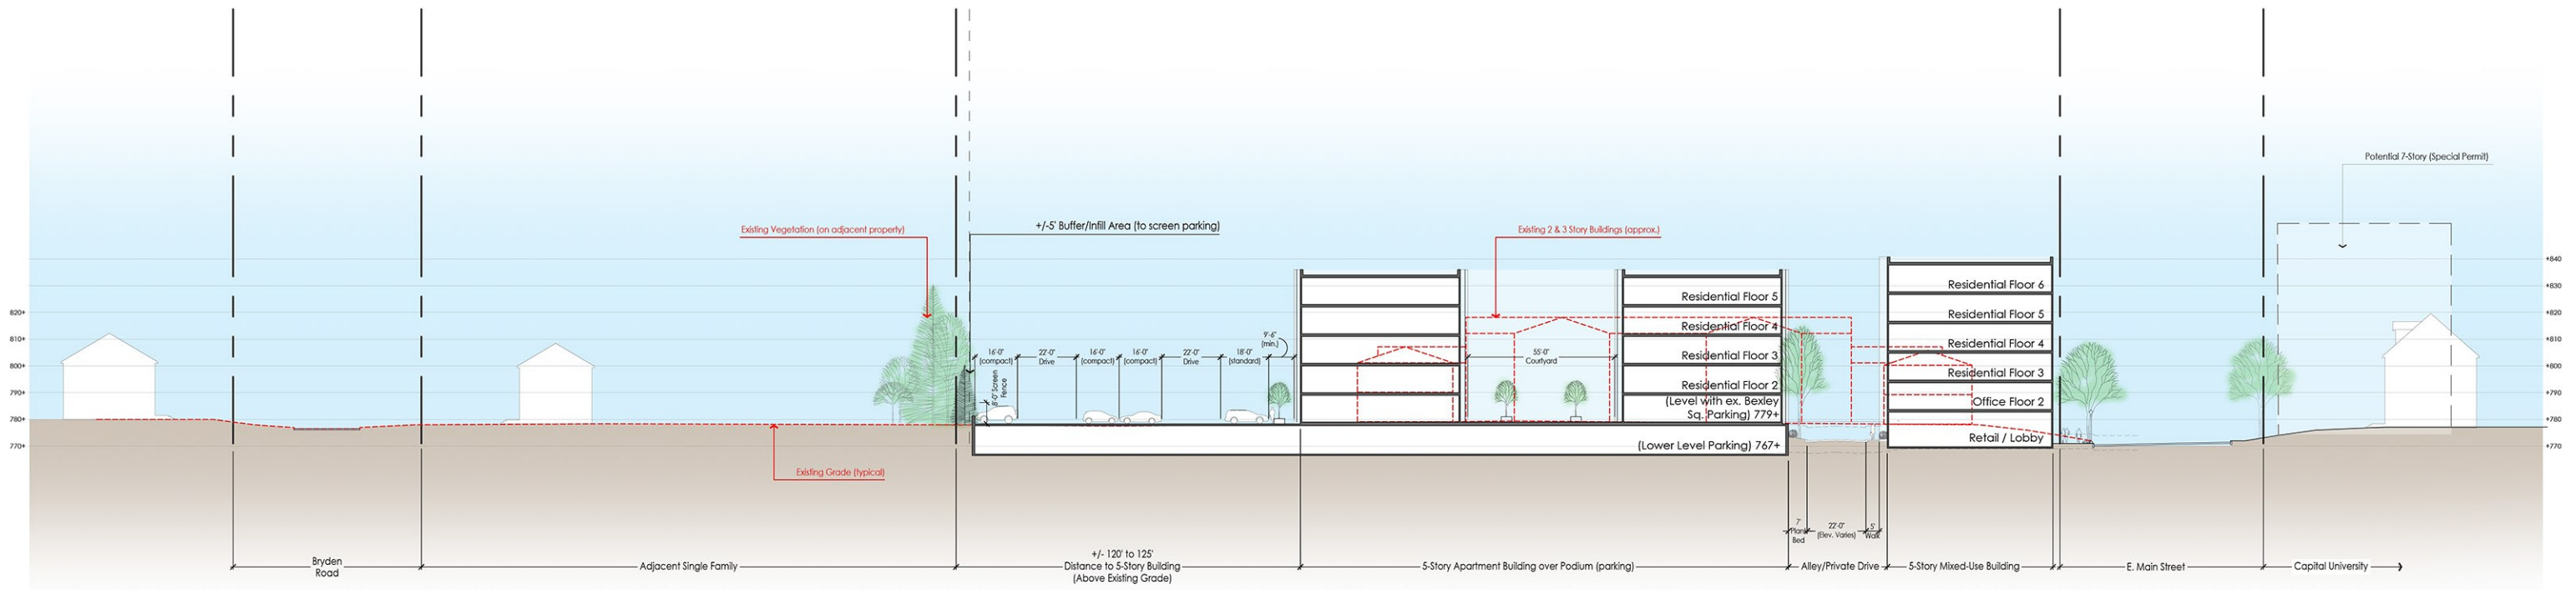 Potential 7-Story (Special Permit)
Existing Vegetation (on adjacent property)
+/-5' Buffer/Infill Area (to screen parking)
Existing 2 & 3 Story Buildings (approx.)
820+
810+
800+
790+
780+
770+
16'-0"
(compact)
22'-0"
Drive
16'-0"
(compact)
16'-0"
(compact)
22'-0"
Drive
18'-0"
(standard)
9'-6"
(min.)
8'-0" Screen
Fence
55'-0"
Courtyard
Residential Floor 5
Residential Floor 4
Residential Floor 3
Residential Floor 2
(Level with ex. Bexley
Sq. Parking) 779+
(Lower Level Parking) 767+
Residential Floor 6
Residential Floor 5
Residential Floor 4
Residential Floor 3
Office Floor 2
Retail / Lobby
+840
+830
+820
+810
+800
+790
+780
+770
Existing Grade (typical)
7'
Plant
Bed
22'-0"
(Elev. Varies)
5'
Walk
Bryden
Road
Adjacent Single Family
+/- 120' to 125'
Distance to 5-Story Building
(Above Existing Grade)
5-Story Apartment Building over Podium (parking)
Alley/Private Drive
5-Story Mixed-Use Building
E. Main Street
Capital University